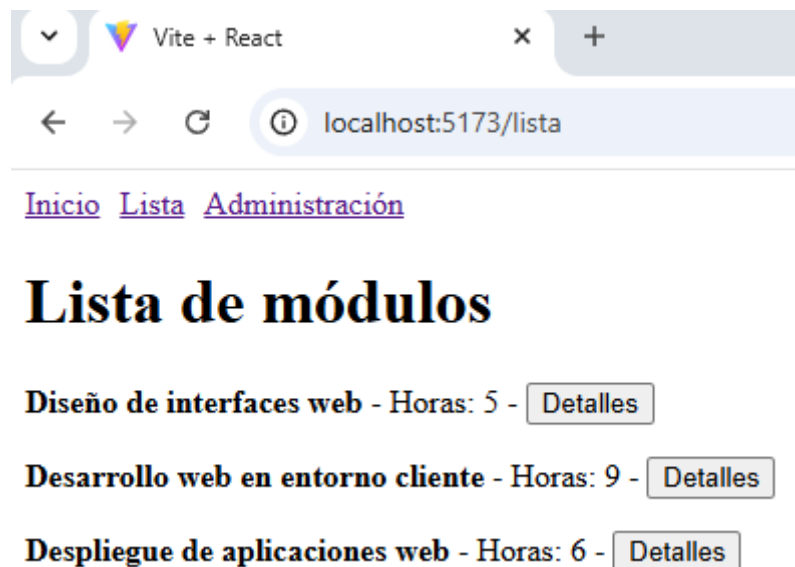 Vite + React
localhost:5173/lista
Inicio Lista Administración
Lista de módulos
Diseño de interfaces web - Horas: 5 - Detalles
Desarrollo web en entorno cliente - Horas: 9 - Detalles
Despliegue de aplicaciones web - Horas: 6 - Detalles